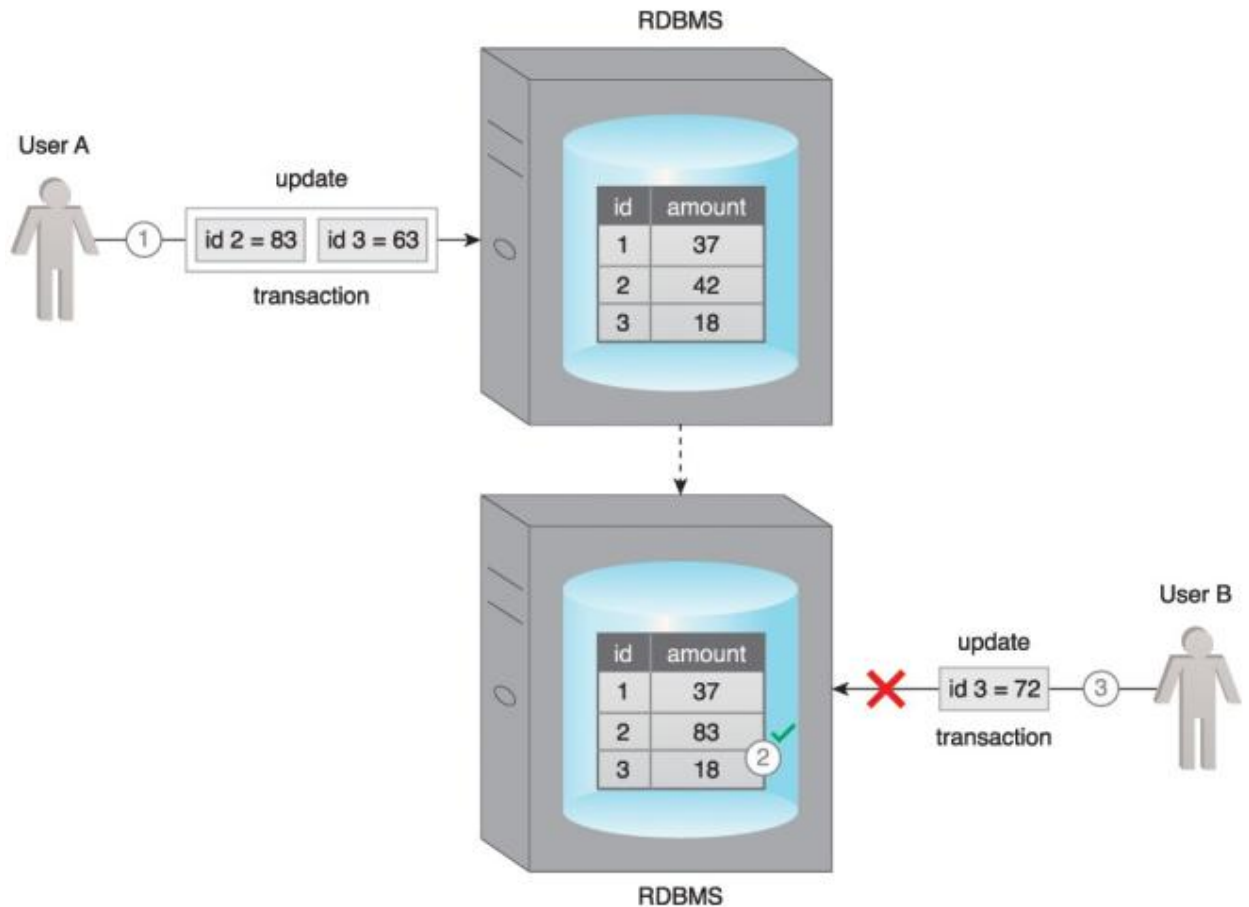 RDBMS
User A
update
1
id 2 = 83 id 3 = 63
transaction
id amount
1 37
2 42
3 18
User B
update
id amount
1 37
2 83
3 18
2
id 3 = 72
3
transaction
RDBMS